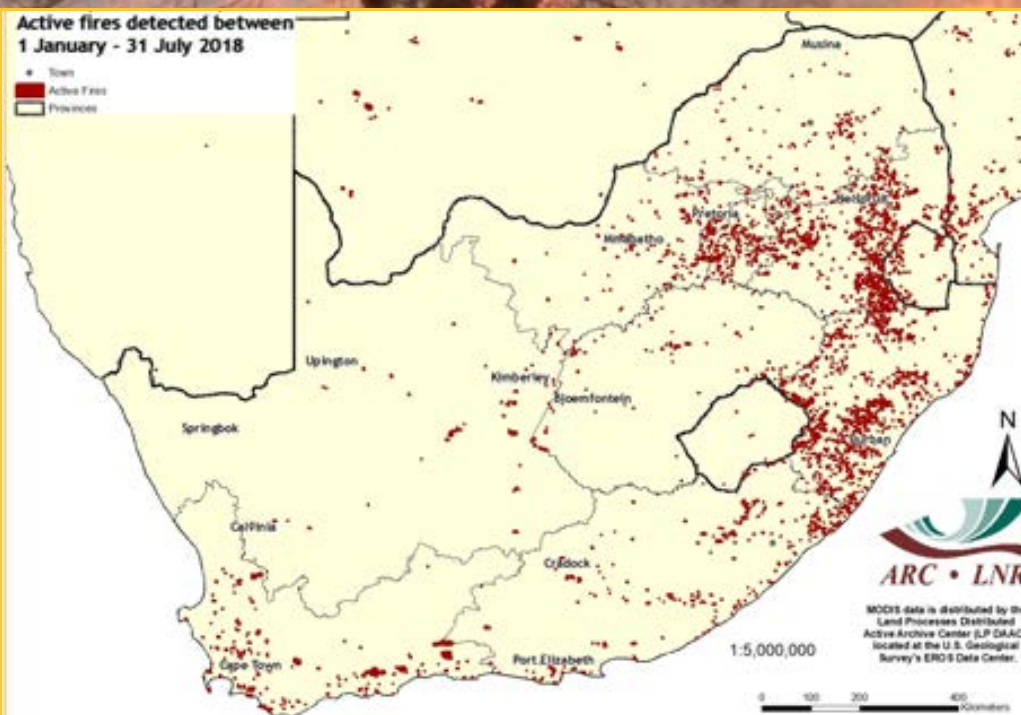 Active fires detected between
1 January - 31 July 2018
Town
Active Fires
Provinces
Musina
Nelspruit
Pretoria
Mmabatho
Upington
Kimberley
Bloemfontein
Springbok
Durban
Calvinia
Cradock
Cape Town
Port Elizabeth
N
ARC • LNR
MODIS data is distributed by the
Land Processes Distributed
Active Archive Center (LP DAAC)
located at the U.S. Geological
Survey's EROS Data Center.
1:5,000,000
0 100 200 400
Kilometers